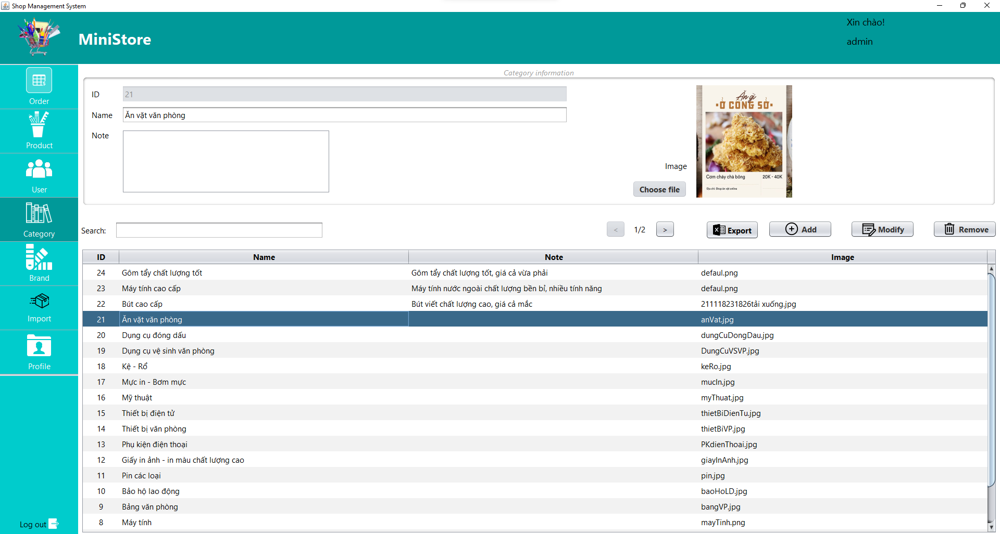 Shop Management System
MiniStore
Xin chào!
admin
Order
Product
User
Category
Brand
Import
Profile
Log out
Category information
ID
21
Name
Ăn vặt văn phòng
Note
Image
Choose file
Ăn gì
Ở CÔNG SỞ
Cơm cháy chà bông
20K - 40K
Địa chỉ: Shop ăn vặt online
Search:
<
1/2
>
Export
Add
Modify
Remove
ID Name Note Image
24 Gôm tẩy chất lượng tốt Gôm tẩy chất lượng tốt, giá cả vừa phải defaul.png
23 Máy tính cao cấp Máy tính nước ngoài chất lượng bền bỉ, nhiều tính năng defaul.png
22 Bút cao cấp Bút viết chất lượng cao, giá cả mắc 211118231826tải xuống.jpg
21 Ăn vặt văn phòng anVat.jpg
20 Dụng cụ đóng dấu dungCuDongDau.jpg
19 Dụng cụ vệ sinh văn phòng DungCuVSVP.jpg
18 Kệ - Rổ keRo.jpg
17 Mực in - Bơm mực mucIn.jpg
16 Mỹ thuật myThuat.jpg
15 Thiết bị điện tử thietBiDienTu.jpg
14 Thiết bị văn phòng thietBiVP.jpg
13 Phụ kiện điện thoại PKdienThoai.jpg
12 Giấy in ảnh - in màu chất lượng cao giayInAnh.jpg
11 Pin các loại pin.jpg
10 Bảo hộ lao động baoHoLD.jpg
9 Bảng văn phòng bangVP.jpg
8 Máy tính mayTinh.png